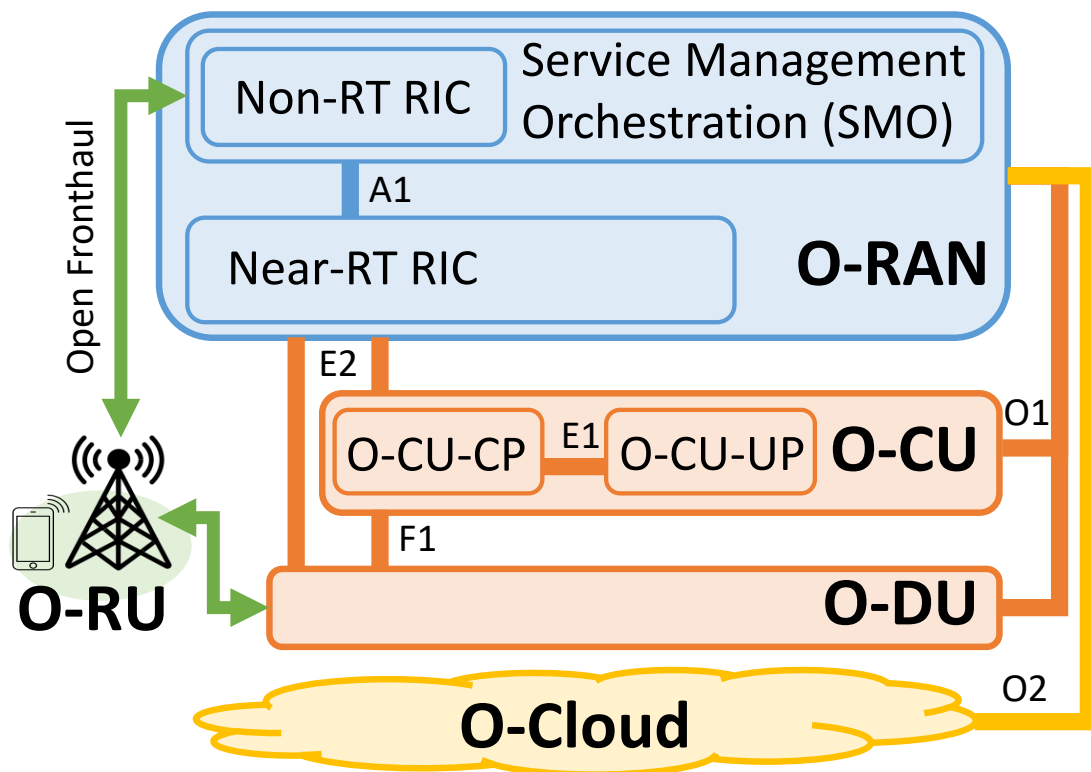 Service Management
Non-RT RIC
Orchestration (SMO)
A1
Open Fronthaul
Near-RT RIC
O-RAN
E2
O1
O-CU-CP
E1
O-CU-UP
O-CU
F1
O-RU
O-DU
O2
O-Cloud